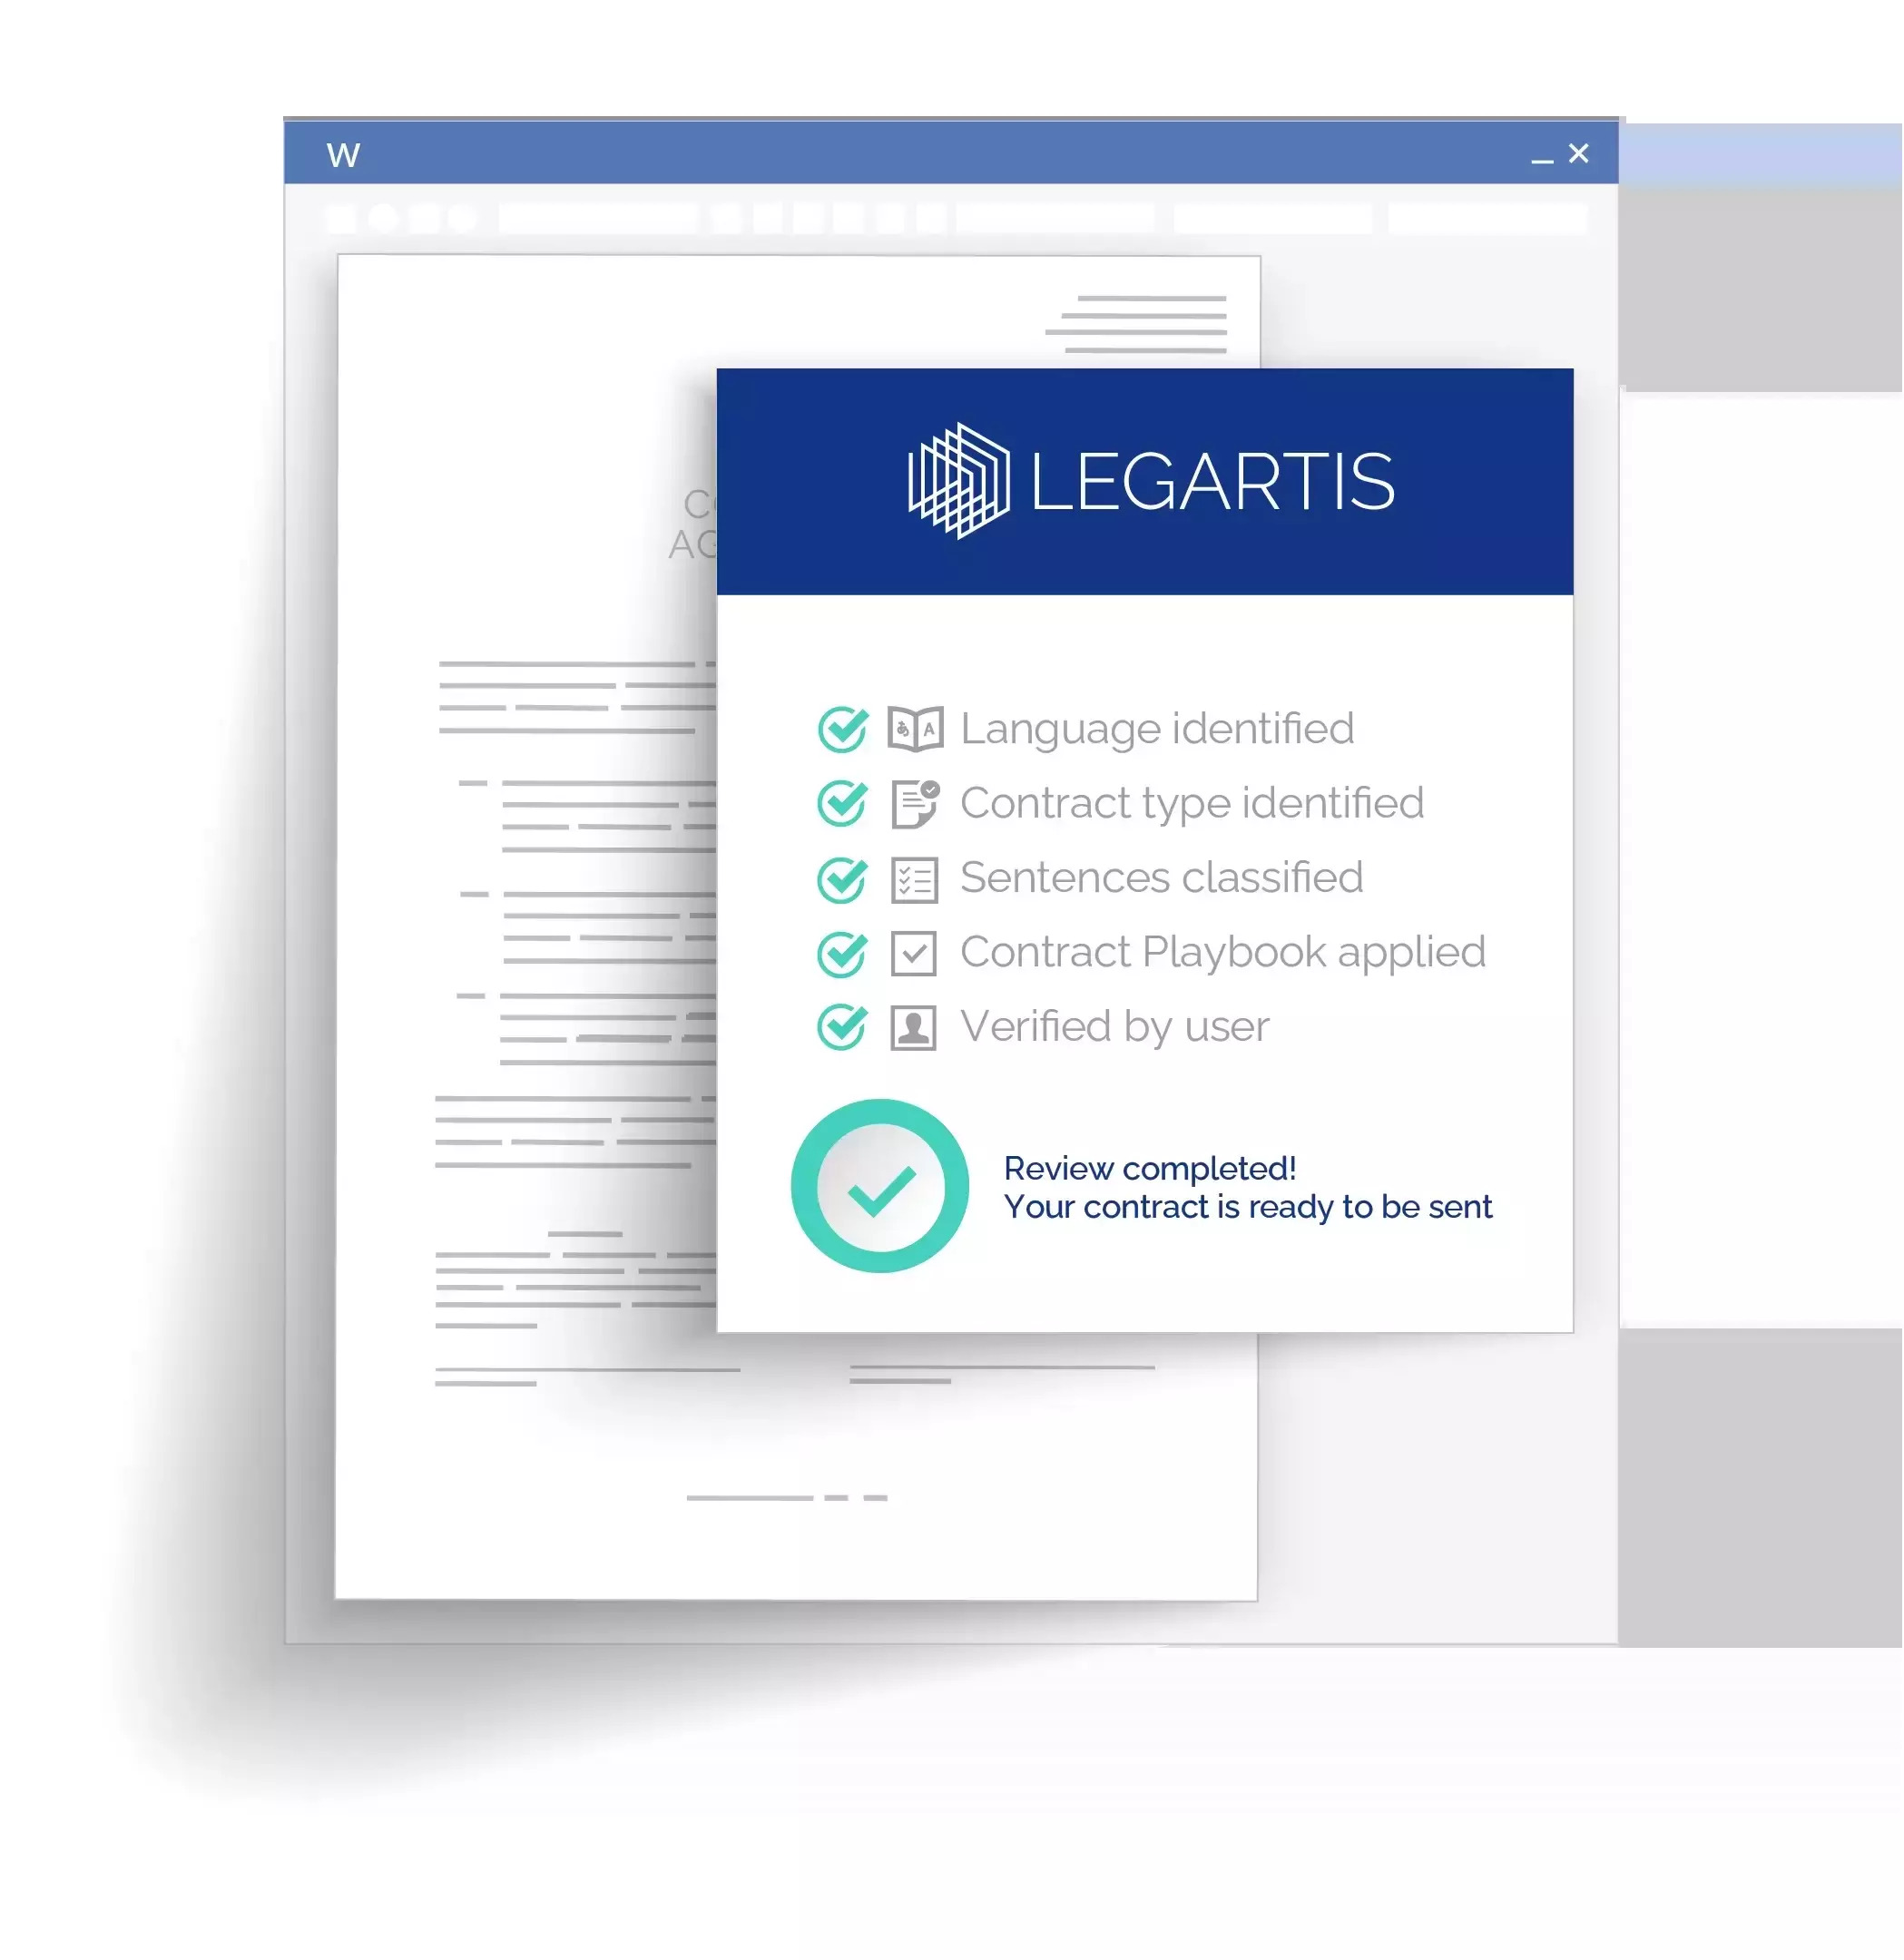 W
LEGARTIS
Language identified
Contract type identified
Sentences classified
Contract Playbook applied
Verified by user
Review completed!
Your contract is ready to be sent